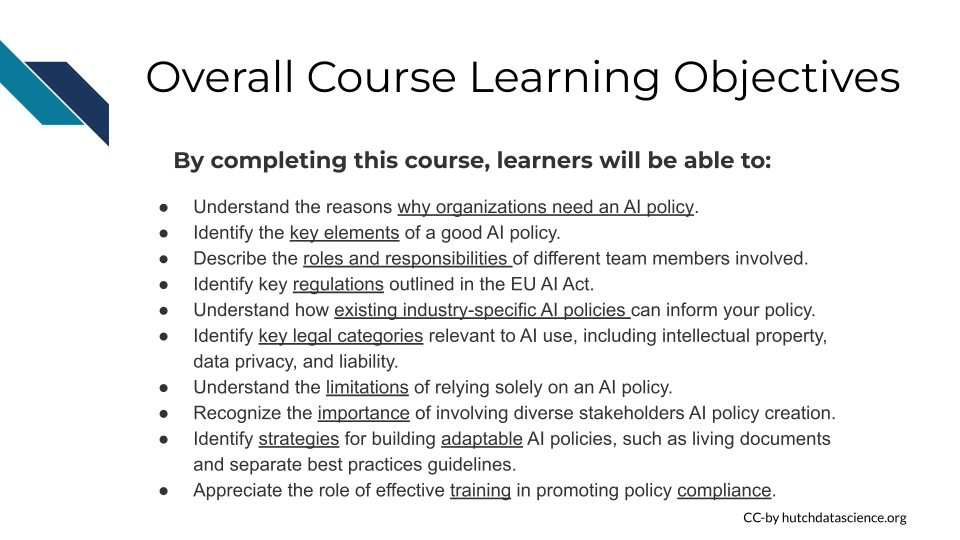 Overall Course Learning Objectives
By completing this course, learners will be able to:
● Understand the reasons why organizations need an AI policy.
● Identify the key elements of a good AI policy.
● Describe the roles and responsibilities of different team members involved.
● Identify key regulations outlined in the EU AI Act.
● Understand how existing industry-specific AI policies can inform your policy.
● Identify key legal categories relevant to AI use, including intellectual property,
data privacy, and liability.
● Understand the limitations of relying solely on an AI policy.
● Recognize the importance of involving diverse stakeholders AI policy creation.
● Identify strategies for building adaptable AI policies, such as living documents
and separate best practices guidelines.
● Appreciate the role of effective training in promoting policy compliance.
CC-by hutchdatascience.org